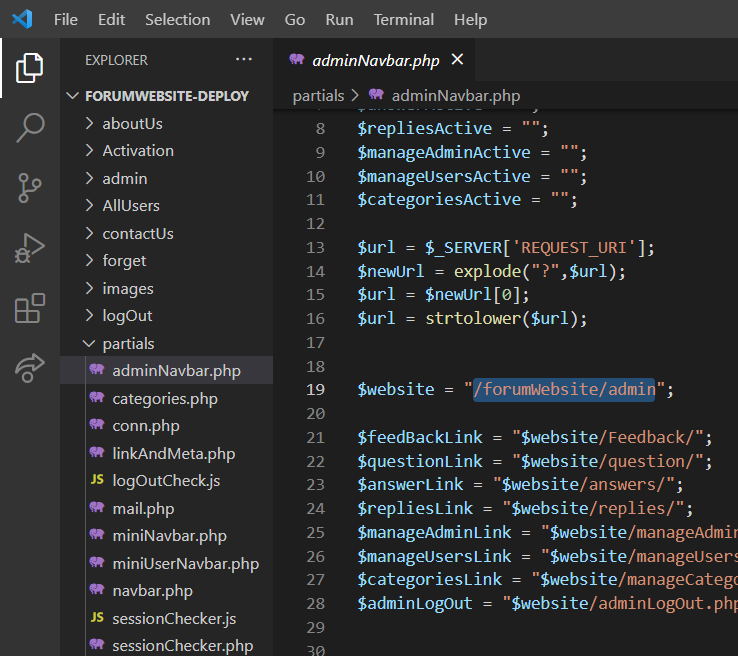 File Edit Selection View Go Run Terminal Help
EXPLORER ···
FORUMWEBSITE-DEPLOY
aboutUs
Activation
admin
AllUsers
contactUs
forget
images
logOut
partials
adminNavbar.php
categories.php
conn.php
linkAndMeta.php
JS logOutCheck.js
mail.php
miniNavbar.php
miniUserNavbar.php
navbar.php
JS sessionChecker.js
sessionChecker.php
adminNavbar.php ×
partials > adminNavbar.php
8 $repliesActive = "";
9 $manageAdminActive = "";
10 $manageUsersActive = "";
11 $categoriesActive = "";
12
13 $url = $_SERVER['REQUEST_URI'];
14 $newUrl = explode("?",$url);
15 $url = $newUrl[0];
16 $url = strtolower($url);
17
18
19 $website = "/forumWebsite/admin";
20
21 $feedBackLink = "$website/Feedback/";
22 $questionLink = "$website/question/";
23 $answerLink = "$website/answers/";
24 $repliesLink = "$website/replies/";
25 $manageAdminLink = "$website/manageAdmin
26 $manageUsersLink = "$website/manageUsers
27 $categoriesLink = "$website/manageCatego
28 $adminLogOut = "$website/adminLogOut.php
29
30